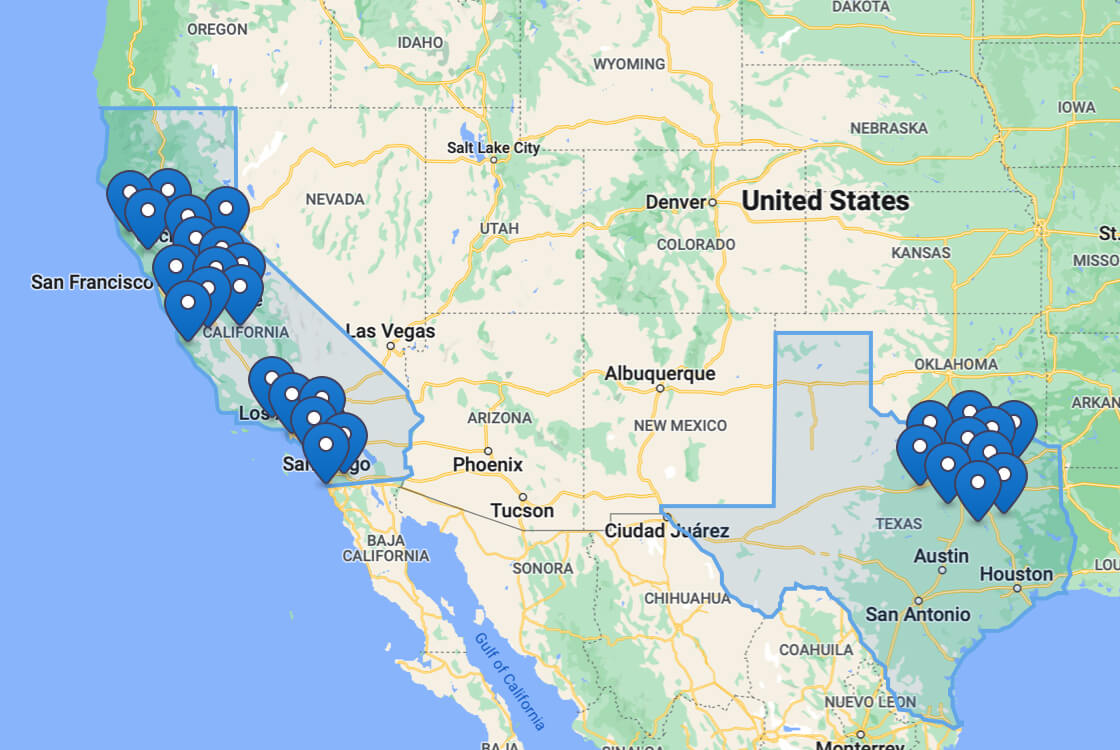 DAKOTA
OREGON
IDAHO
WYOMING
IOWA
NEBRASKA
Salt Lake City
NEVADA
Denver
United States
UTAH
St.
COLORADO
KANSAS
MISSO
San Francisco
CALIFORNIA
Las Vegas
OKLAHOMA
Albuquerque
ARKAN
Los
ARIZONA
NEW MEXICO
Phoenix
San
go
Tucson
TEXAS
Ciudad Juárez
BAJA
CALIFORNIA
Austin
SONORA
LOU
Houston
CHIHUAHUA
San Antonio
Gulf of California
COAHUILA
NUEVO LEON
BAJA
SINALOA
Monterrey